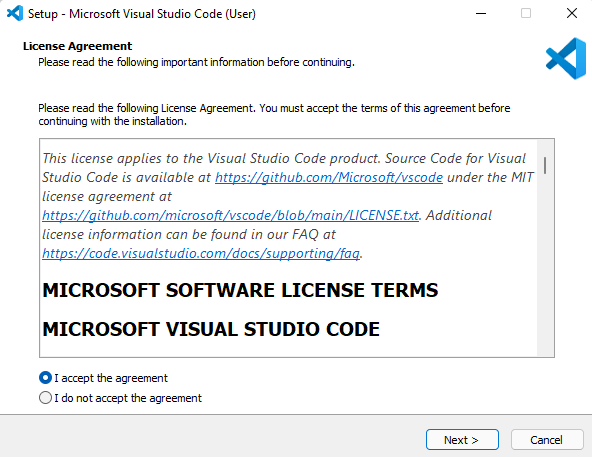 Setup - Microsoft Visual Studio Code (User)
License Agreement
Please read the following important information before continuing.
Please read the following License Agreement. You must accept the terms of this agreement before
continuing with the installation.
This license applies to the Visual Studio Code product. Source Code for Visual
Studio Code is available at https://github.com/Microsoft/vscode under the MIT
license agreement at
https://github.com/microsoft/vscode/blob/main/LICENSE.txt. Additional
license information can be found in our FAQ at
https://code.visualstudio.com/docs/supporting/faq.
MICROSOFT SOFTWARE LICENSE TERMS
MICROSOFT VISUAL STUDIO CODE
I accept the agreement
I do not accept the agreement
Next >
Cancel